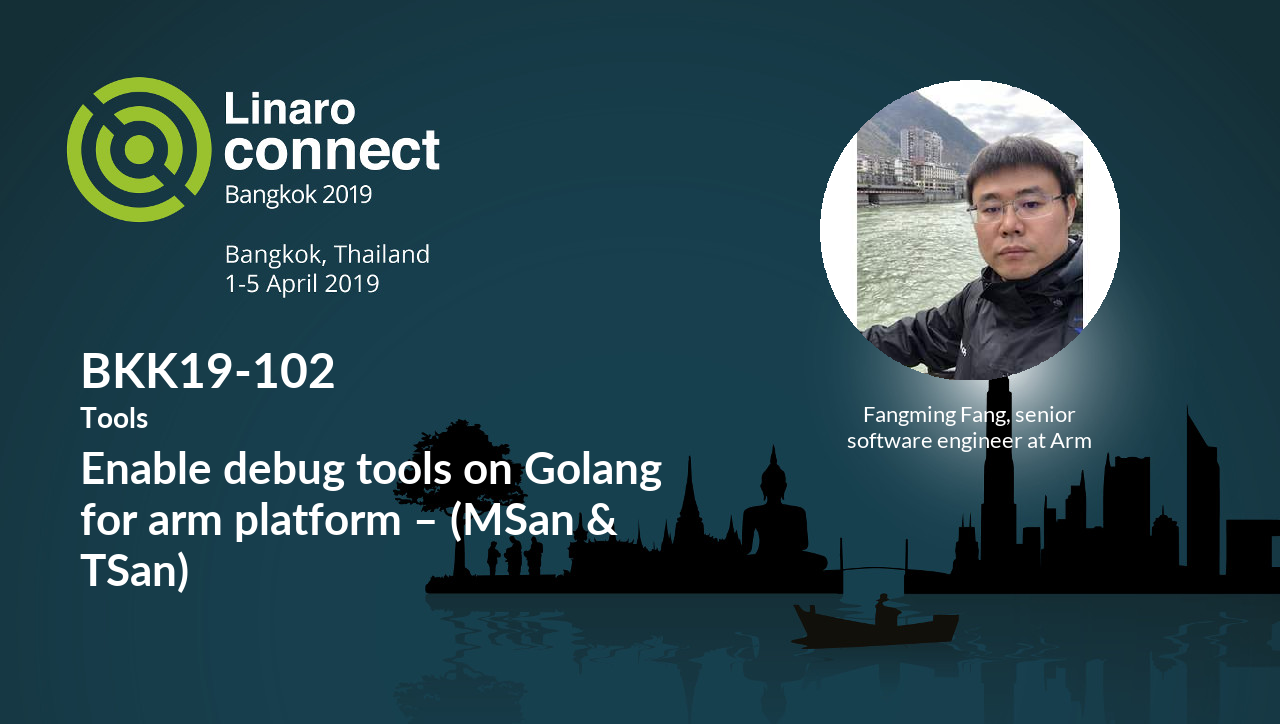 Linaro
connect
Bangkok 2019
Bangkok, Thailand
1-5 April 2019
BKK19-102
Tools
Enable debug tools on Golang
for arm platform – (MSan &
TSan)
Fangming Fang, senior
software engineer at Arm